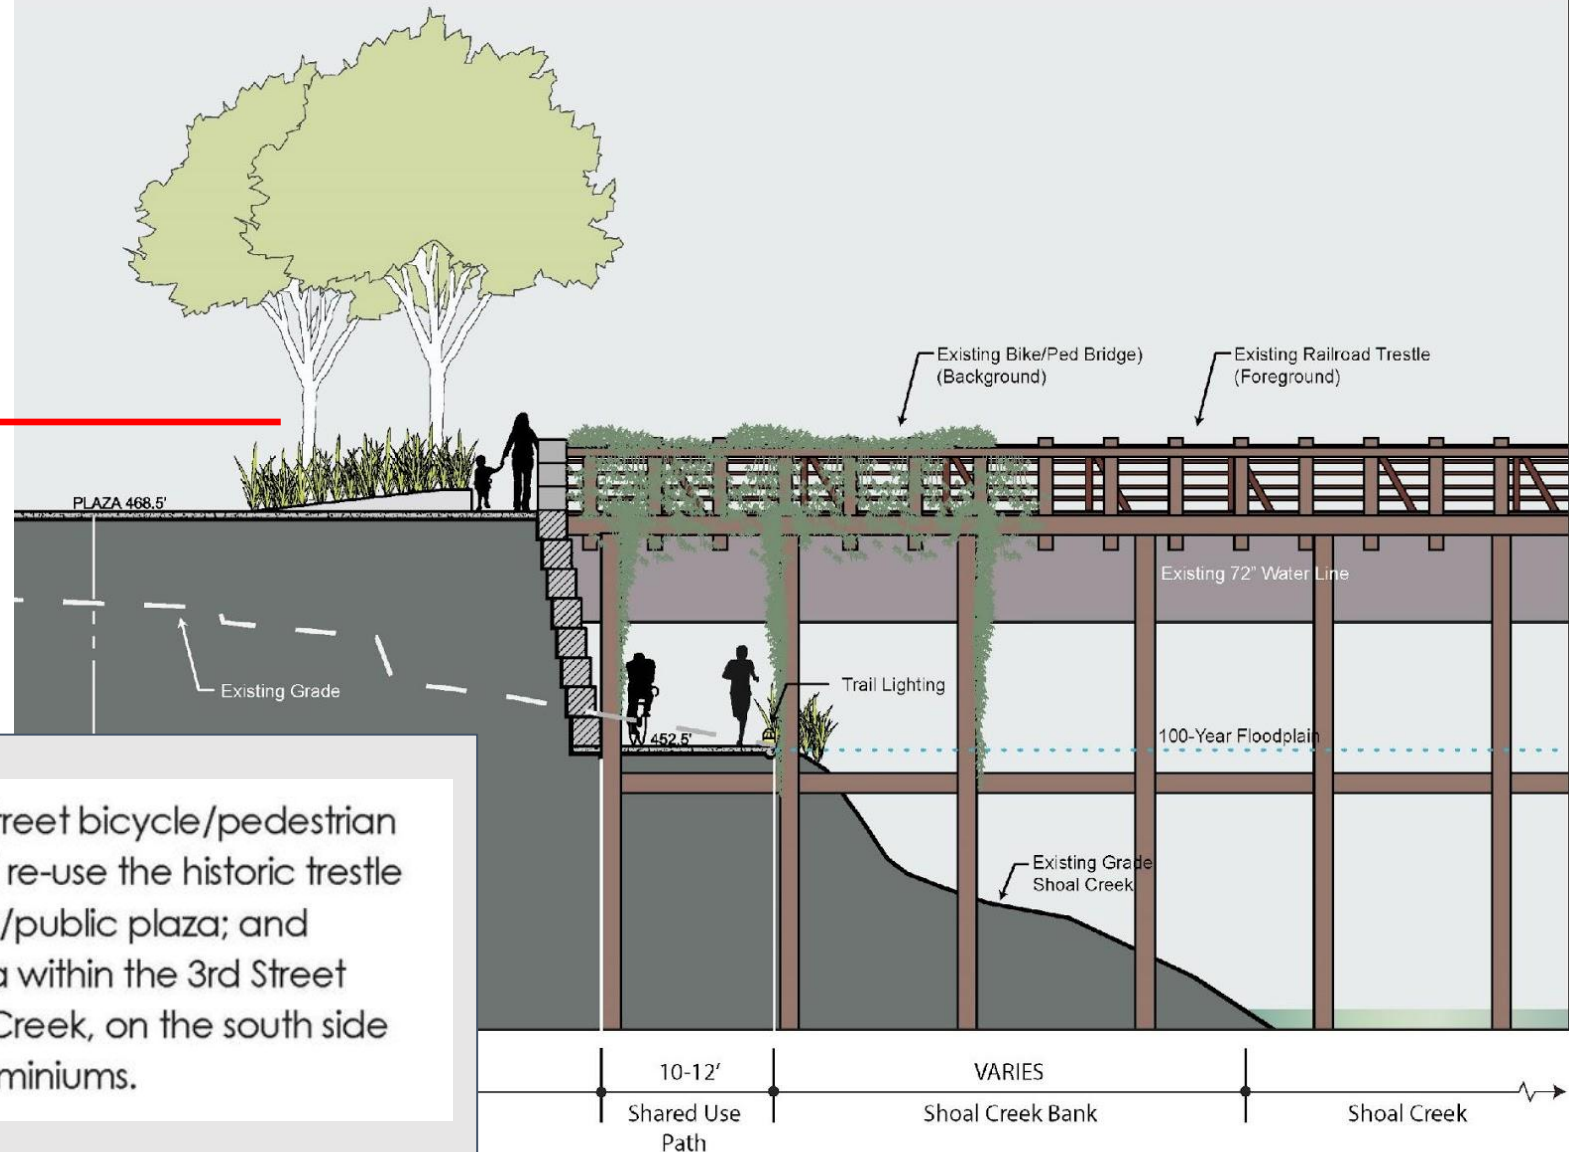 Existing Bike/Ped Bridge)
(Background)
Existing Railroad Trestle
(Foreground)
PLAZA 468.5'
Existing 72" Water Line
Existing Grade
Trail Lighting
452.5'
100-Year Floodplain
Existing Grade
Shoal Creek
reet bicycle/pedestrian
re-use the historic trestle
/public plaza; and
within the 3rd Street
Creek, on the south side
miniums.
10-12'
Shared Use
Path
VARIES
Shoal Creek Bank
Shoal Creek